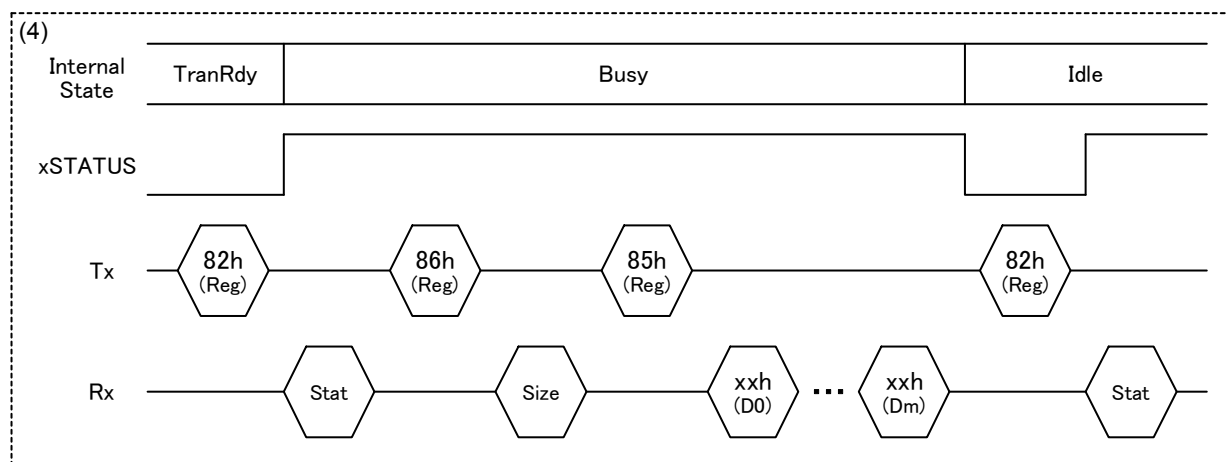 (4)
Internal
State
TranRdy
Busy
Idle
xSTATUS
Tx
82h
(Reg)
86h
(Reg)
85h
(Reg)
82h
(Reg)
Rx
Stat
Size
xxh
(D0)
...
xxh
(Dm)
Stat